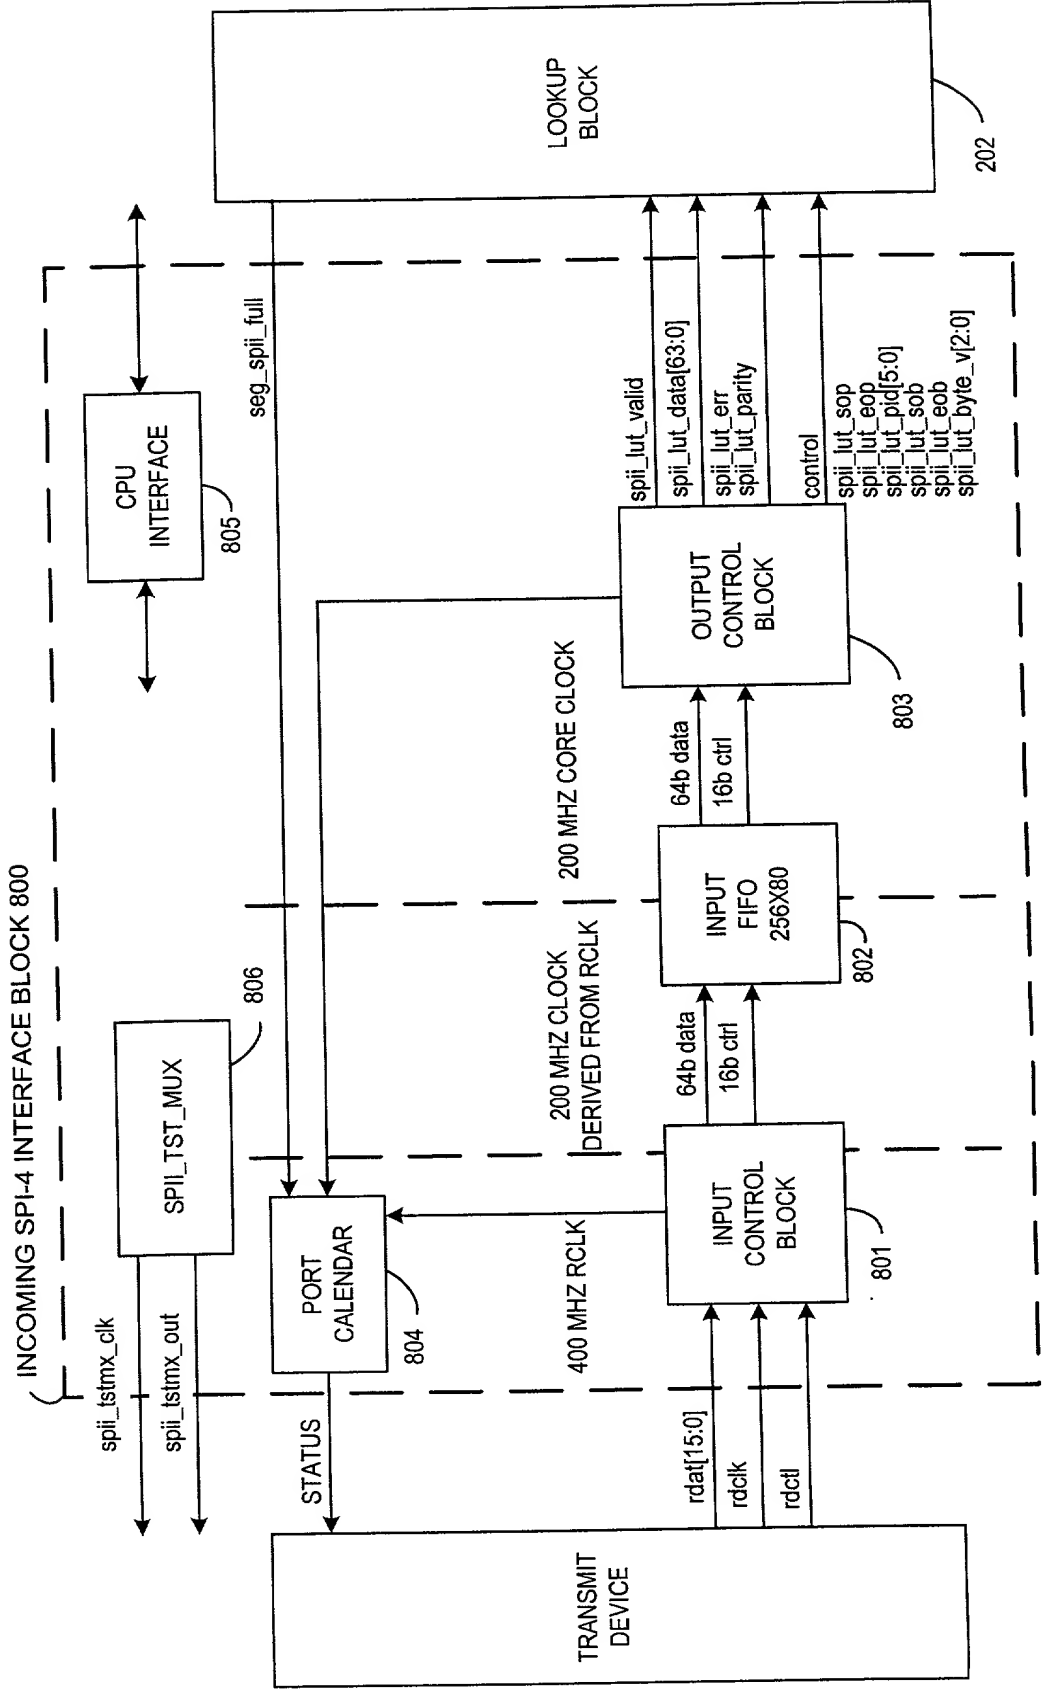 INCOMING SPI-4 INTERFACE BLOCK 800
spii_tstmx_clk
spii_tstmx_out
SPII_TST_MUX
806
CPU
INTERFACE
805
seg_spii_full
STATUS
PORT
CALENDAR
804
TRANSMIT
DEVICE
400 MHZ RCLK
200 MHZ CLOCK
DERIVED FROM RCLK
200 MHZ CORE CLOCK
rdat[15:0]
rdclk
rdctl
INPUT
CONTROL
BLOCK
801
64b data
16b ctrl
INPUT
FIFO
256X80
802
64b data
16b ctrl
OUTPUT
CONTROL
BLOCK
803
spii_lut_valid
spii_lut_data[63:0]
spii_lut_err
spii_lut_parity
control
spii_lut_sop
spii_lut_eop
spii_lut_pid[5:0]
spii_lut_sob
spii_lut_eob
spii_lut_byte_v[2:0]
LOOKUP
BLOCK
202